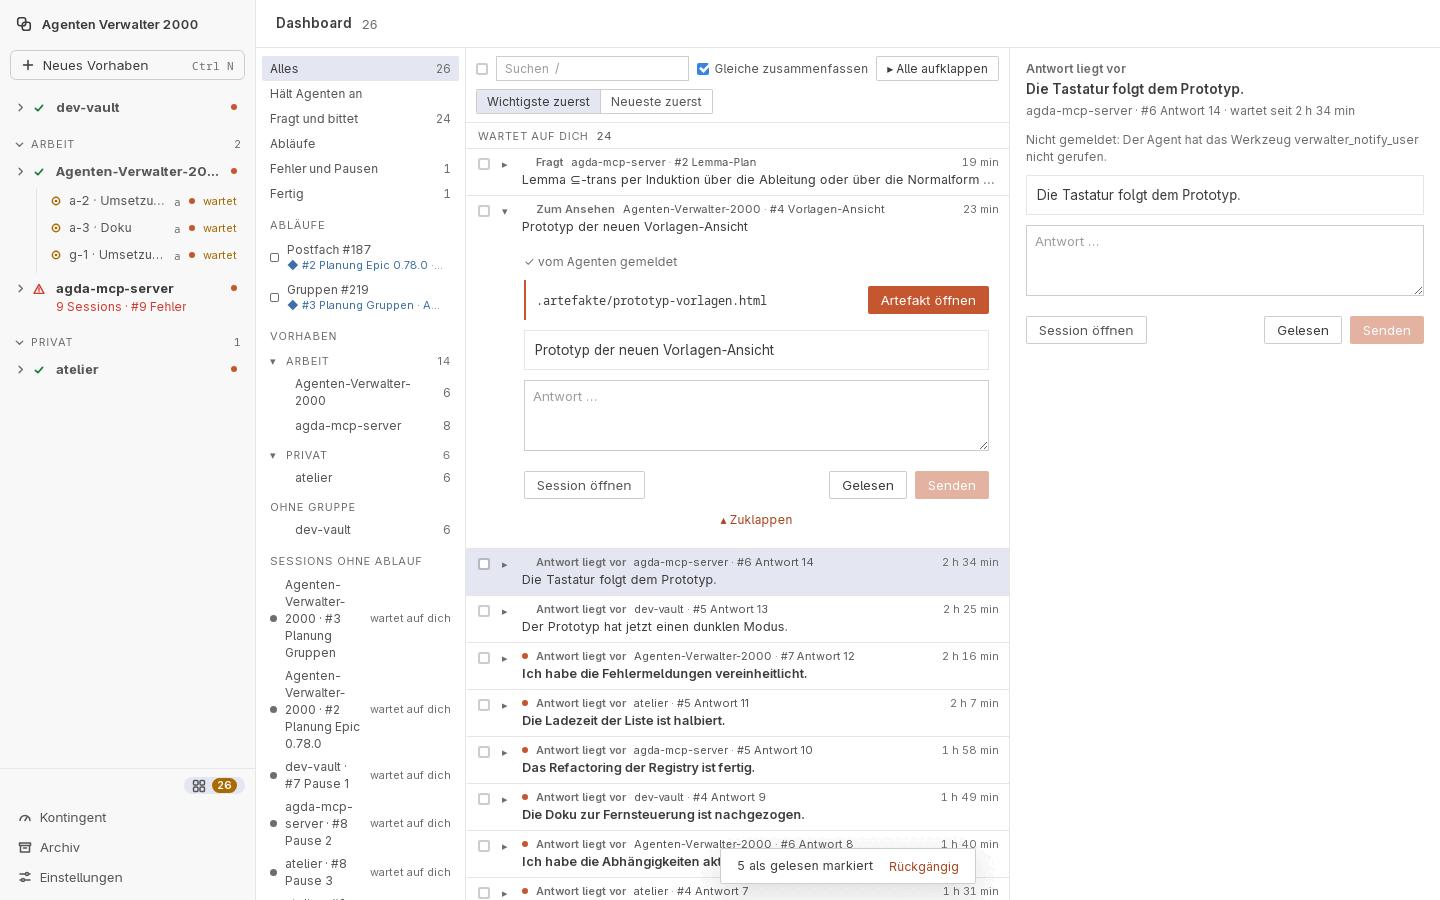 Agenten Verwalter 2000
Neues Vorhaben Ctrl N
dev-vault
ARBEIT 2
Agenten-Verwalter-20…
a-2 · Umsetzu… a wartet
a-3 · Doku a wartet
g-1 · Umsetzu… a wartet
agda-mcp-server
9 Sessions · #9 Fehler
PRIVAT 1
atelier
26
Kontingent
Archiv
Einstellungen
Dashboard 26
Alles 26
Hält Agenten an
Fragt und bittet 24
Abläufe
Fehler und Pausen 1
Fertig 1
ABLÄUFE
Postfach #187
◆ #2 Planung Epic 0.78.0 ·…
Gruppen #219
◆ #3 Planung Gruppen · A…
VORHABEN
▾ ARBEIT 14
Agenten-Verwalter-
2000 6
agda-mcp-server 8
▾ PRIVAT 6
atelier 6
OHNE GRUPPE
dev-vault 6
SESSIONS OHNE ABLAUF
Agenten-
Verwalter-
2000 · #3 wartet auf dich
Planung
Gruppen
Agenten-
Verwalter-
2000 · #2 wartet auf dich
Planung Epic
0.78.0
dev-vault ·
#7 Pause 1 wartet auf dich
agda-mcp-
server · #8 wartet auf dich
Pause 2
atelier · #8
Pause 3 wartet auf dich
Suchen / Gleiche zusammenfassen ▸ Alle aufklappen
Wichtigste zuerst Neueste zuerst
WARTET AUF DICH 24
▸ Fragt agda-mcp-server · #2 Lemma-Plan 19 min
Lemma ⊆-trans per Induktion über die Ableitung oder über die Normalform …
▾ Zum Ansehen Agenten-Verwalter-2000 · #4 Vorlagen-Ansicht 23 min
Prototyp der neuen Vorlagen-Ansicht
✓ vom Agenten gemeldet
.artefakte/prototyp-vorlagen.html Artefakt öffnen
Prototyp der neuen Vorlagen-Ansicht
Antwort …
Session öffnen Gelesen Senden
▴ Zuklappen
▸ Antwort liegt vor agda-mcp-server · #6 Antwort 14 2 h 34 min
Die Tastatur folgt dem Prototyp.
▸ Antwort liegt vor dev-vault · #5 Antwort 13 2 h 25 min
Der Prototyp hat jetzt einen dunklen Modus.
▸ Antwort liegt vor Agenten-Verwalter-2000 · #7 Antwort 12 2 h 16 min
Ich habe die Fehlermeldungen vereinheitlicht.
▸ Antwort liegt vor atelier · #5 Antwort 11 2 h 7 min
Die Ladezeit der Liste ist halbiert.
▸ Antwort liegt vor agda-mcp-server · #5 Antwort 10 1 h 58 min
Das Refactoring der Registry ist fertig.
▸ Antwort liegt vor dev-vault · #4 Antwort 9 1 h 49 min
Die Doku zur Fernsteuerung ist nachgezogen.
▸ Antwort liegt vor Agenten-Verwalter-2000 · #6 Antwort 8 1 h 40 min
Ich habe die Abhängigkeiten
▸ Antwort liegt vor atelier · #4 Antwort 7 1 h 31 min
5 als gelesen markiert Rückgängig
Antwort liegt vor
Die Tastatur folgt dem Prototyp.
agda-mcp-server · #6 Antwort 14 · wartet seit 2 h 34 min
Nicht gemeldet: Der Agent hat das Werkzeug verwalter_notify_user
nicht gerufen.
Die Tastatur folgt dem Prototyp.
Antwort …
Session öffnen Gelesen Senden